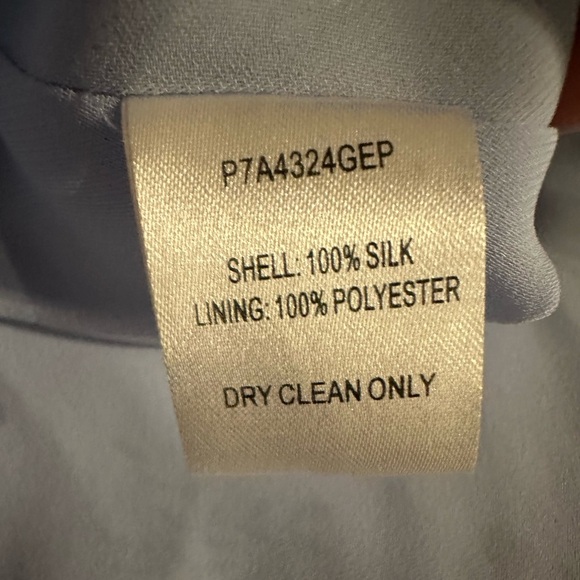 P7A4324GEP
SHELL: 100% SILK
LINING: 100% POLYESTER
DRY CLEAN ONLY